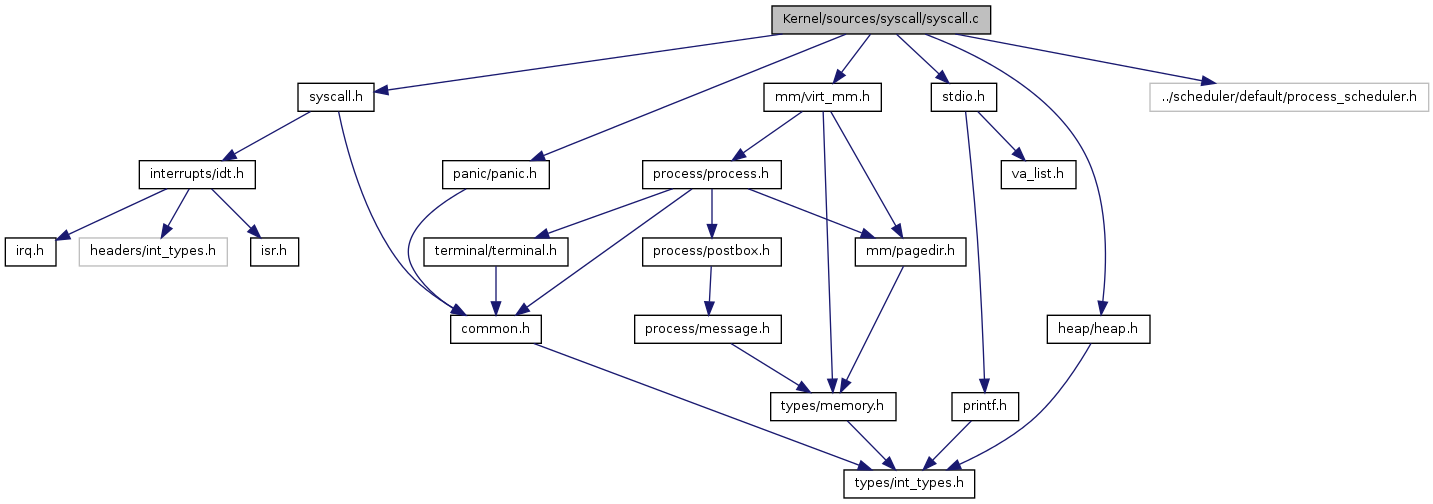 Kernel/sources/syscall/syscall.c
syscall.h
mm/virt_mm.h
stdio.h
../scheduler/default/process_scheduler.h
interrupts/idt.h
panic/panic.h
process/process.h
va_list.h
irq.h
headers/int_types.h
isr.h
terminal/terminal.h
process/postbox.h
mm/pagedir.h
common.h
process/message.h
heap/heap.h
types/memory.h
printf.h
types/int_types.h